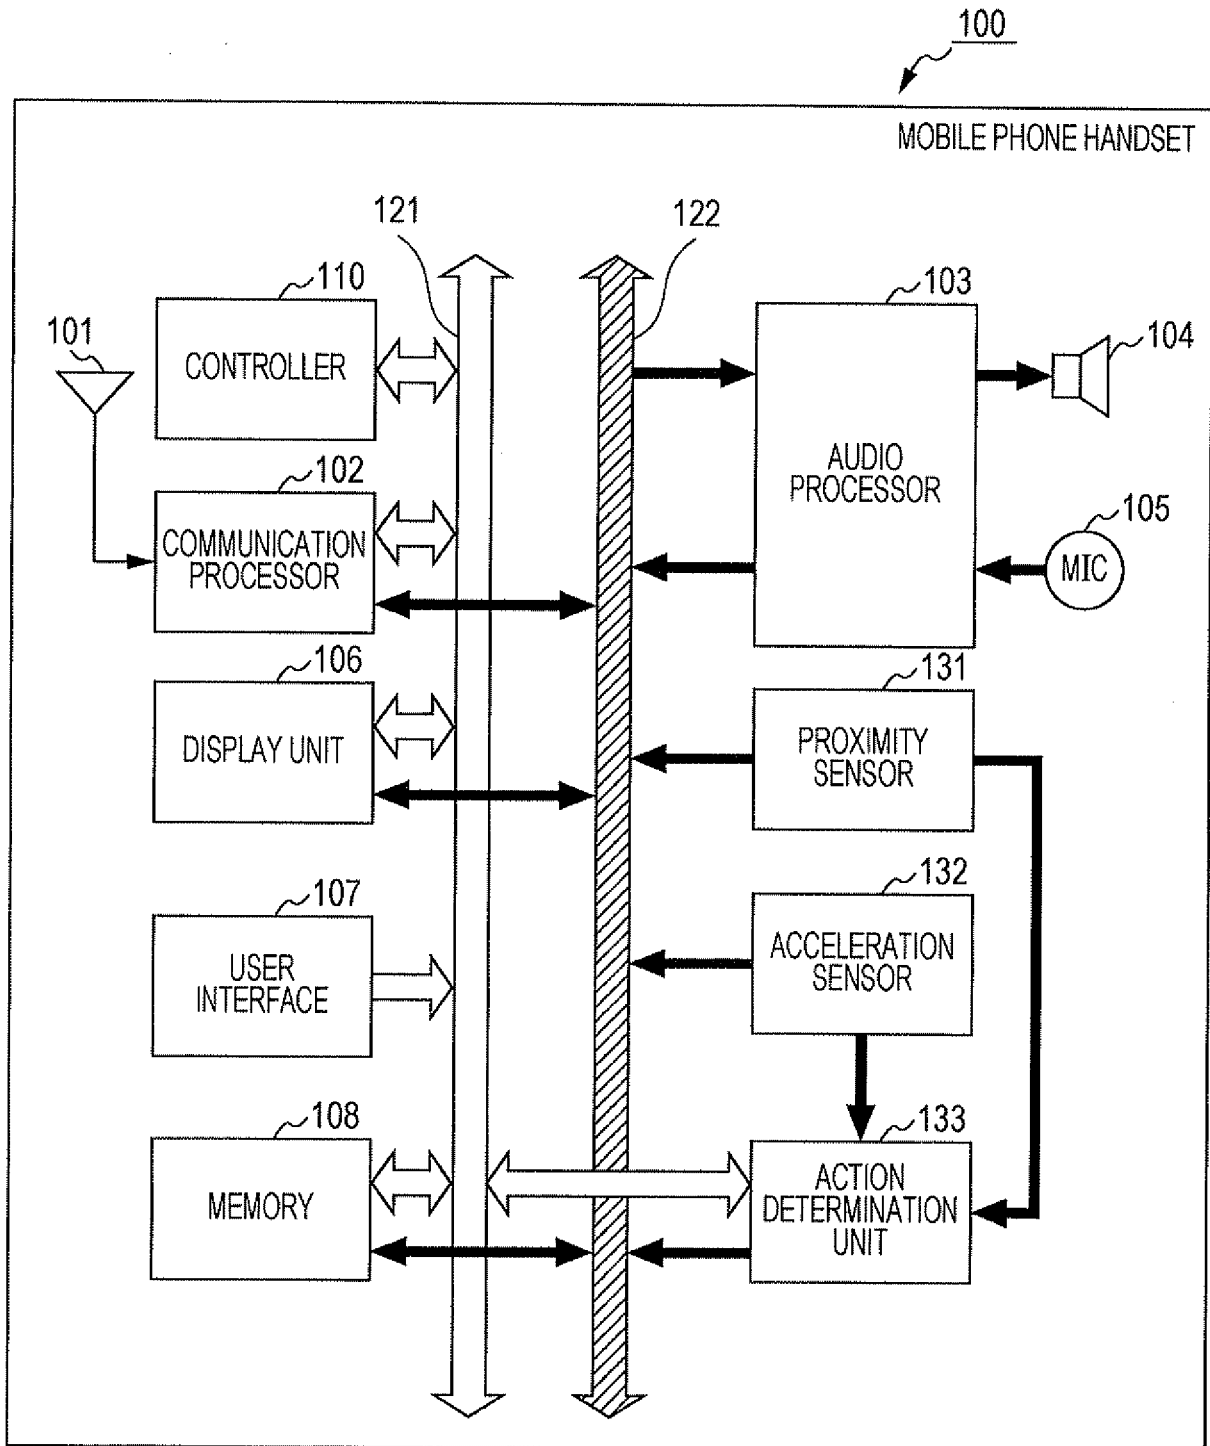 100
MOBILE PHONE HANDSET
121
122
110
CONTROLLER
103
AUDIO
PROCESSOR
104
101
102
COMMUNICATION
PROCESSOR
105
MIC
106
DISPLAY UNIT
131
PROXIMITY
SENSOR
107
USER
INTERFACE
132
ACCELERATION
SENSOR
108
MEMORY
133
ACTION
DETERMINATION
UNIT